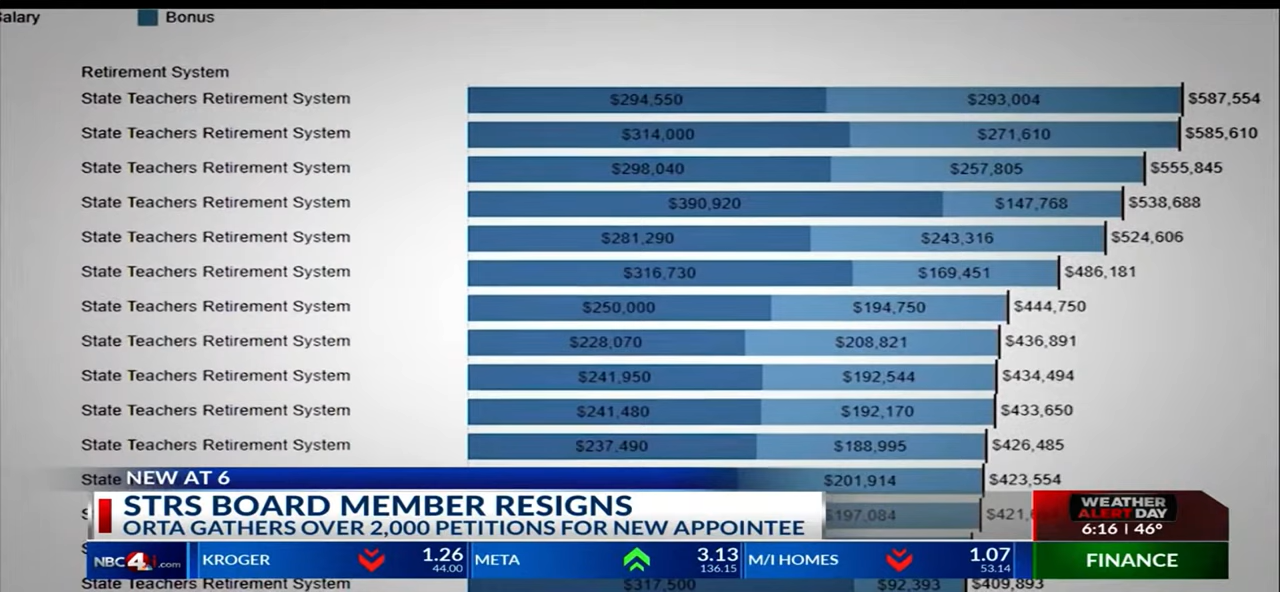 Salary Bonus
Retirement System
State Teachers Retirement System $294,550 $293,004 $587,554
State Teachers Retirement System $314,000 $271,610 $585,610
State Teachers Retirement System $298,040 $257,805 $555,845
State Teachers Retirement System $390,920 $147,768 $538,688
State Teachers Retirement System $281,290 $243,316 $524,606
State Teachers Retirement System $316,730 $169,451 $486,181
State Teachers Retirement System $250,000 $194,750 $444,750
State Teachers Retirement System $228,070 $208,821 $436,891
State Teachers Retirement System $241,950 $192,544 $434,494
State Teachers Retirement System $241,480 $192,170 $433,650
State Teachers Retirement System $237,490 $188,995 $426,485
State $201,914 $423,554
$197,084
NEW AT 6
STRS BOARD MEMBER RESIGNS
ORTA GATHERS OVER 2,000 PETITIONS FOR NEW APPOINTEE
WEATHER
ALERT DAY
6:16 | 46°
NBC4i.com KROGER 1.26 META 3.13 M/I HOMES 1.07 FINANCE
44.00 136.15 53.14
State Teachers Retirement System $317,500 $92,393 $409,893